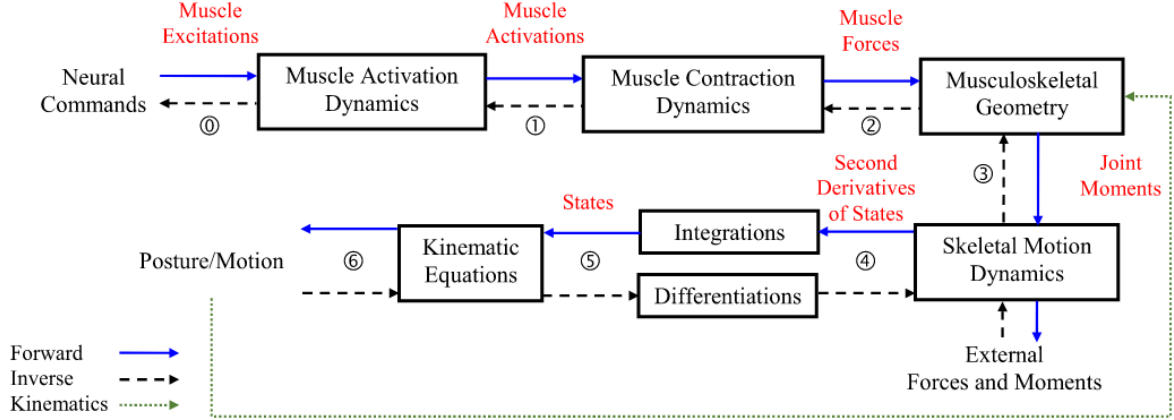 Muscle
Excitations
Muscle
Activations
Muscle
Forces
Neural
Commands
Muscle Activation
Dynamics
Muscle Contraction
Dynamics
Musculoskeletal
Geometry
⓪
①
②
③
Joint
Moments
Second
Derivatives
of States
States
Posture/Motion
⑥
Kinematic
Equations
⑤
Integrations
Differentiations
④
Skeletal Motion
Dynamics
External
Forces and Moments
Forward
Inverse
Kinematics